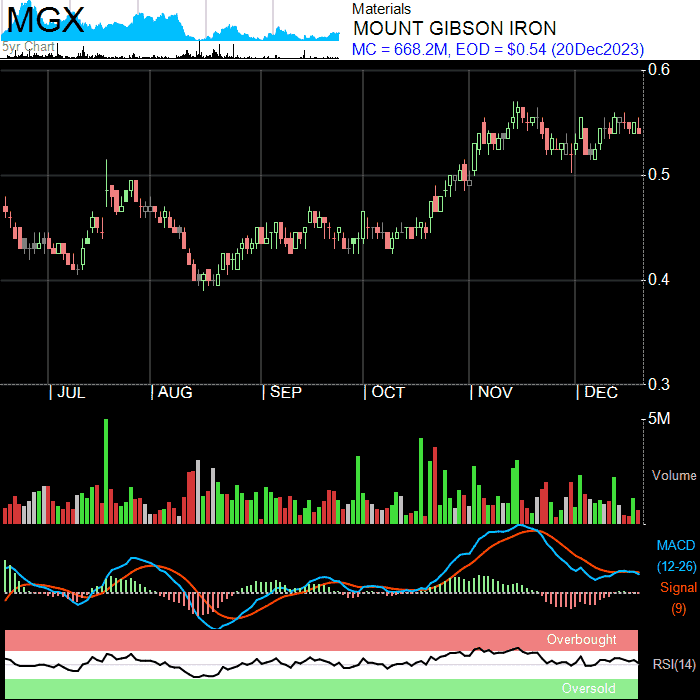 MGX
5yr Chart
Materials
MOUNT GIBSON IRON
MC = 668.2M, EOD = $0.54 (20Dec2023)
0.6
0.5
0.4
0.3
JUL AUG SEP OCT NOV DEC
5M
Volume
MACD
(12-26)
Signal
(9)
Overbought
RSI(14)
Oversold